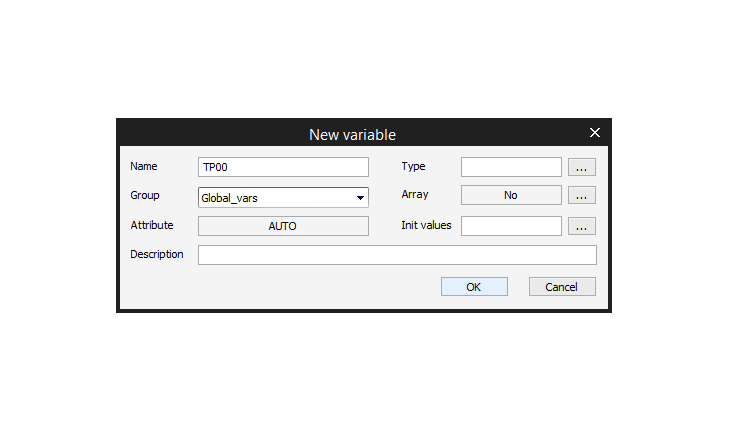 New variable
Name TP00 Type ...
Group Global_vars Array No ...
Attribute AUTO Init values ...
Description
OK Cancel